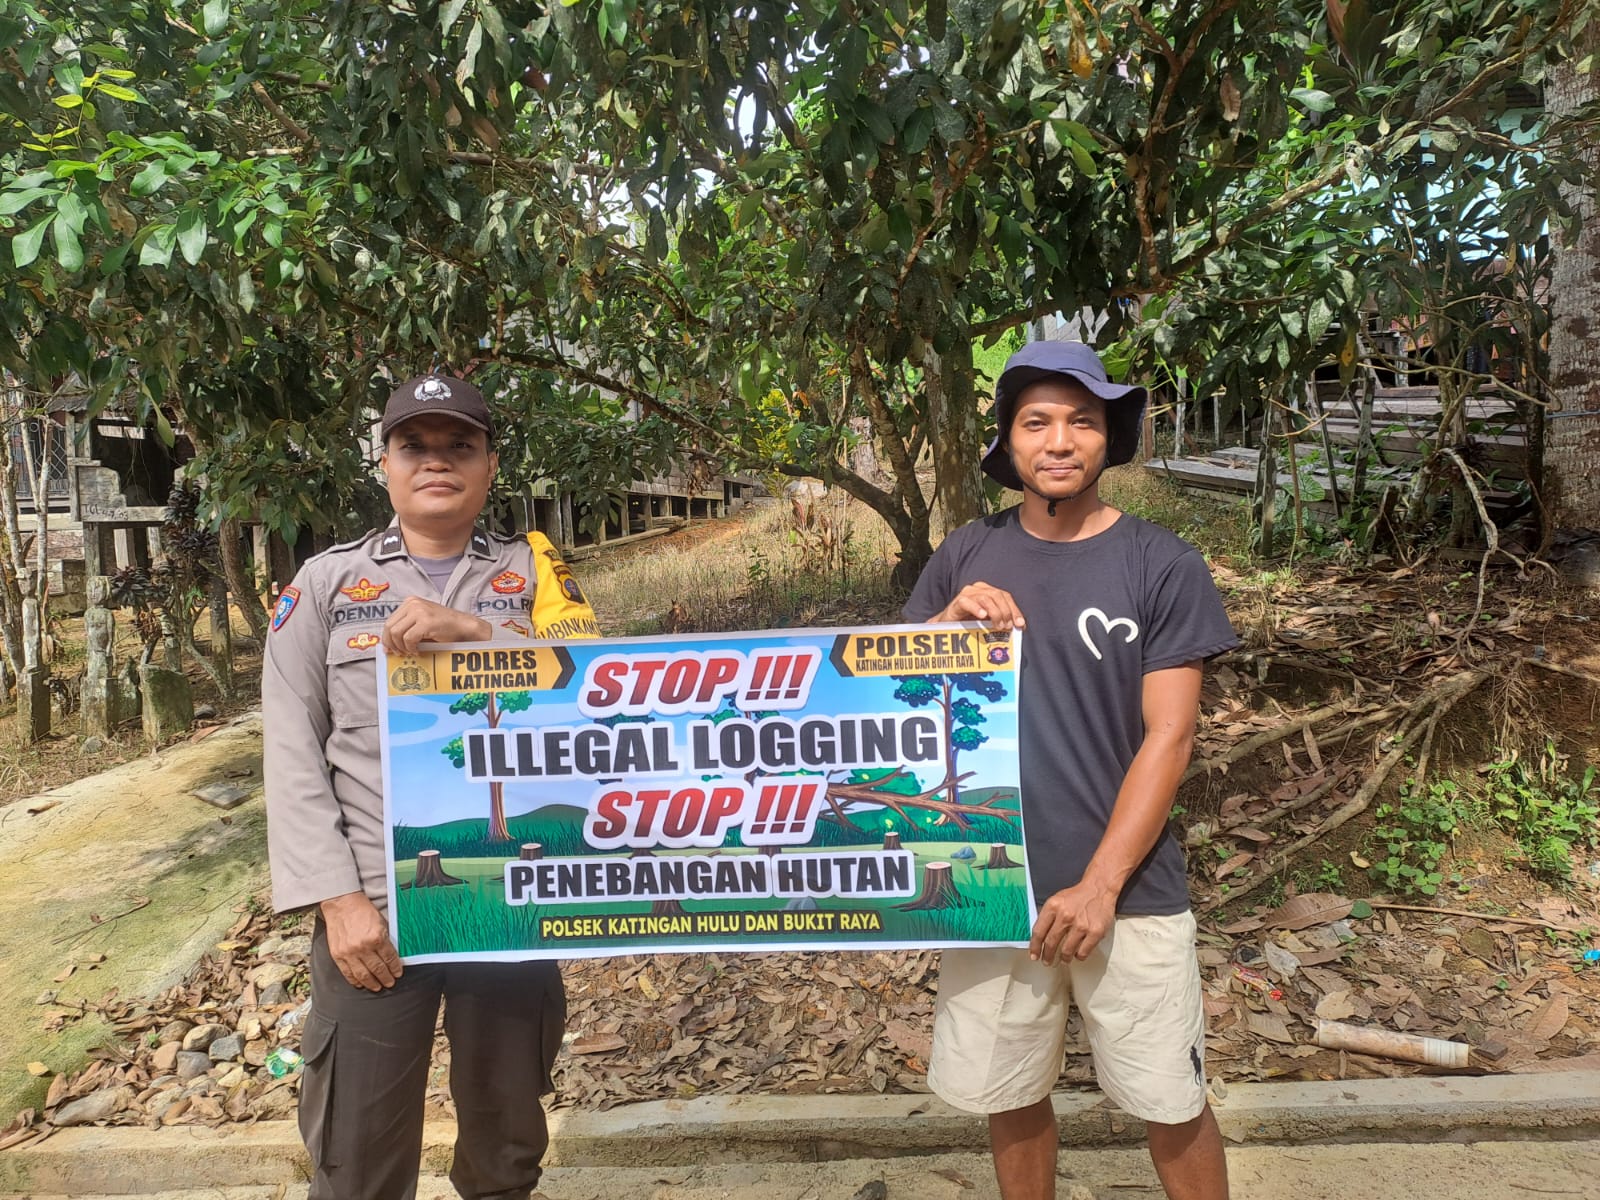 DENNY
POLRI
POLRES
KATINGAN
POLSEK
KATINGAN HULU DAN BUKIT RAYA
STOP !!!
ILLEGAL LOGGING
STOP !!!
PENEBANGAN HUTAN
POLSEK KATINGAN HULU DAN BUKIT RAYA